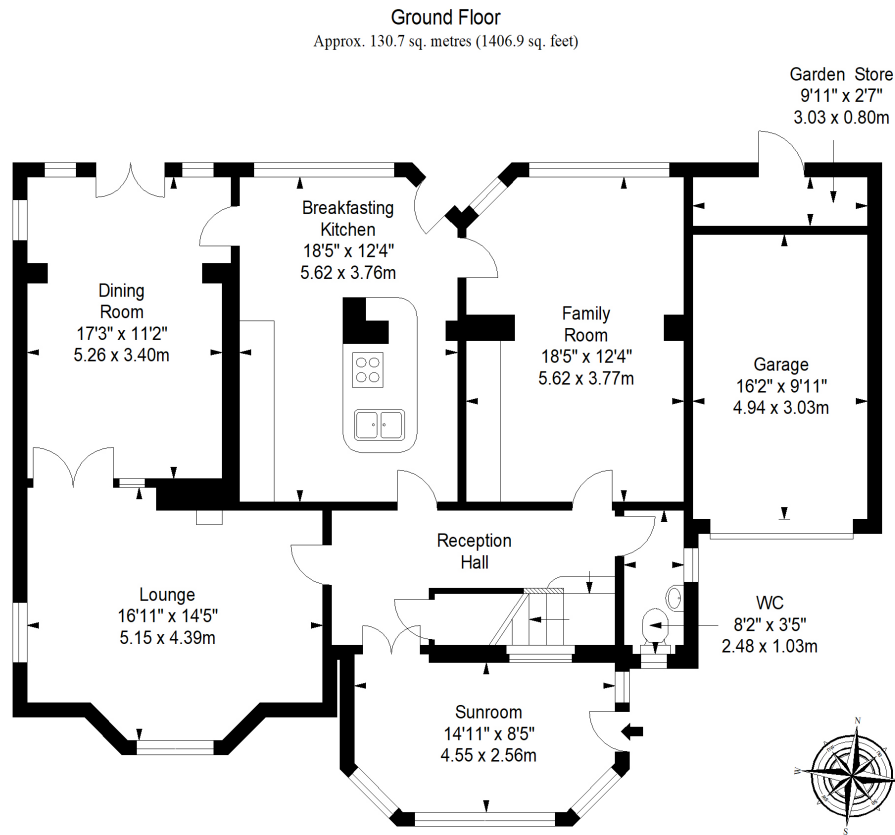 Ground Floor
Approx. 130.7 sq. metres (1406.9 sq. feet)
Garden Store
9'11" x 2'7"
3.03 x 0.80m
Breakfasting
Kitchen
18'5" x 12'4"
5.62 x 3.76m
Dining
Room
17'3" x 11'2"
5.26 x 3.40m
Family
Room
18'5" x 12'4"
5.62 x 3.77m
Garage
16'2" x 9'11"
4.94 x 3.03m
Reception
Hall
Lounge
16'11" x 14'5"
5.15 x 4.39m
WC
8'2" x 3'5"
2.48 x 1.03m
Sunroom
14'11" x 8'5"
4.55 x 2.56m
N
W
S